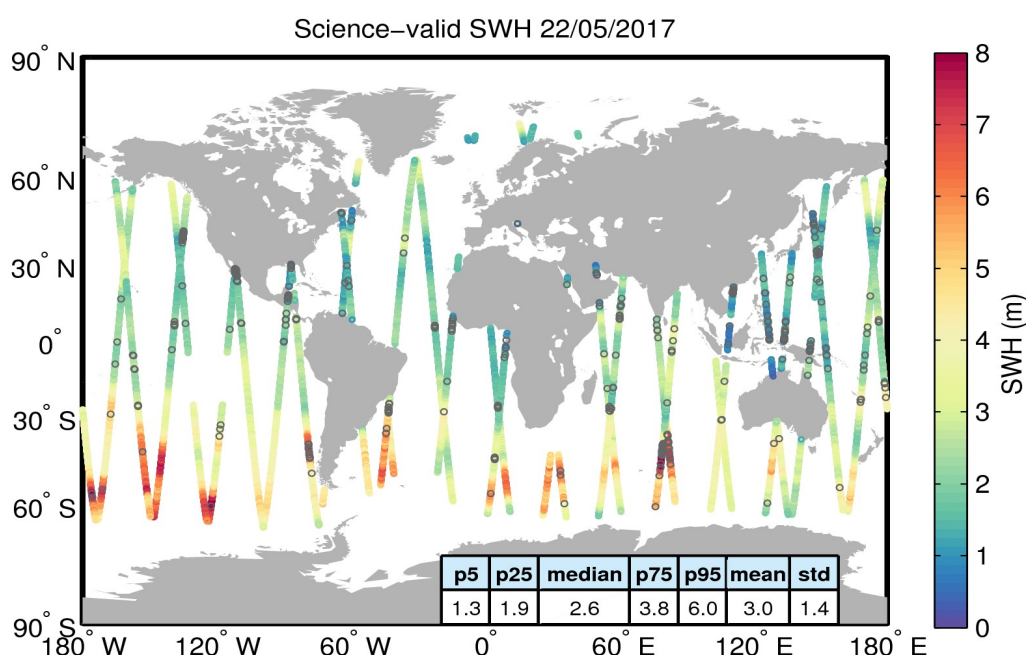 Science−valid SWH 22/05/2017
90° N
60° N
30° N
0°
30° S
60° S
90° S
180° W
120° W
60° W
0°
60° E
120° E
180° E
p5 p25 median p75 p95 mean std
1.3 1.9 2.6 3.8 6.0 3.0 1.4
8
7
6
5
4
3
2
1
0
SWH (m)